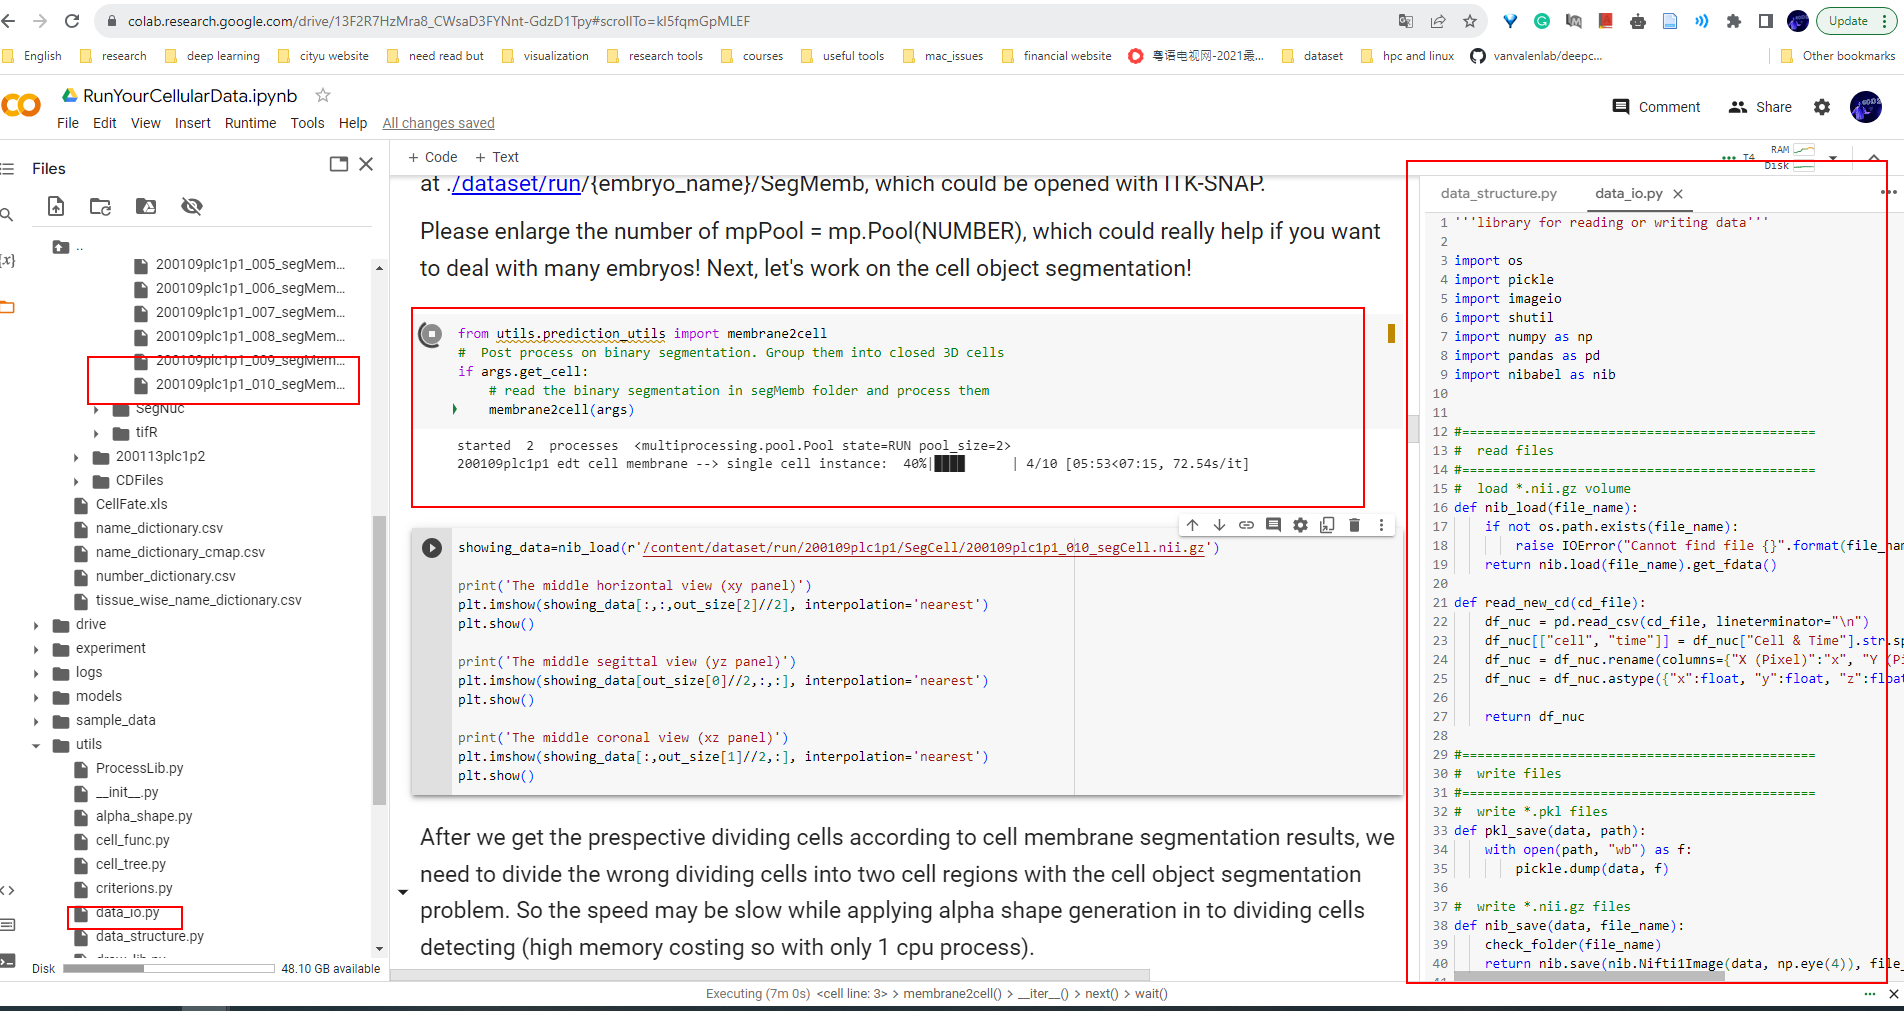 colab.research.google.com/drive/13F2R7HzMra8_CWsaD3FYNnt-GdzD1Tpy#scrollTo=kI5fqmGpMLEF
Update
English research deep learning cityu website need read but visualization research tools courses useful tools mac_issues financial website 粤语电视网-2021最... dataset hpc and linux vanvalenlab/deepc... Other bookmarks
RunYourCellularData.ipynb
File Edit View Insert Runtime Tools Help All changes saved
Comment Share
Files
+ Code + Text
T4 RAM
Disk
..
200109plc1p1_005_segMem...
200109plc1p1_006_segMem...
200109plc1p1_007_segMem...
200109plc1p1_008_segMem...
200109plc1p1_009_segMem...
200109plc1p1_010_segMem...
SegNuc
tifR
200113plc1p2
CDFiles
CellFate.xls
name_dictionary.csv
name_dictionary_cmap.csv
number_dictionary.csv
tissue_wise_name_dictionary.csv
drive
experiment
logs
models
sample_data
utils
ProcessLib.py
__init__.py
alpha_shape.py
cell_func.py
cell_tree.py
criterions.py
data_io.py
data_structure.py
Disk 48.10 GB available
at ./dataset/run/{embryo_name}/SegMemb, which could be opened with ITK-SNAP.
Please enlarge the number of mpPool = mp.Pool(NUMBER), which could really help if you want
to deal with many embryos! Next, let's work on the cell object segmentation!
from utils.prediction_utils import membrane2cell
# Post process on binary segmentation. Group them into closed 3D cells
if args.get_cell:
# read the binary segmentation in segMemb folder and process them
membrane2cell(args)
started 2 processes <multiprocessing.pool.Pool state=RUN pool_size=2>
200109plc1p1 edt cell membrane --> single cell instance: 40%|████ | 4/10 [05:53<07:15, 72.54s/it]
showing_data=nib_load(r'/content/dataset/run/200109plc1p1/SegCell/200109plc1p1_010_segCell.nii.gz')
print('The middle horizontal view (xy panel)')
plt.imshow(showing_data[:,:,out_size[2]//2], interpolation='nearest')
plt.show()
print('The middle segittal view (yz panel)')
plt.imshow(showing_data[out_size[0]//2,:,:], interpolation='nearest')
plt.show()
print('The middle coronal view (xz panel)')
plt.imshow(showing_data[:,out_size[1]//2,:], interpolation='nearest')
plt.show()
After we get the prespective dividing cells according to cell membrane segmentation results, we
need to divide the wrong dividing cells into two cell regions with the cell object segmentation
problem. So the speed may be slow while applying alpha shape generation in to dividing cells
detecting (high memory costing so with only 1 cpu process).
data_structure.py data_io.py
1 '''library for reading or writing data'''
2
3 import os
4 import pickle
5 import imageio
6 import shutil
7 import numpy as np
8 import pandas as pd
9 import nibabel as nib
10
11
12 #==============================================
13 # read files
14 #==============================================
15 # load *.nii.gz volume
16 def nib_load(file_name):
17 if not os.path.exists(file_name):
18 raise IOError("Cannot find file {}".format(file_nam
19 return nib.load(file_name).get_fdata()
20
21 def read_new_cd(cd_file):
22 df_nuc = pd.read_csv(cd_file, lineterminator="\n")
23 df_nuc[["cell", "time"]] = df_nuc["Cell & Time"].str.sp
24 df_nuc = df_nuc.rename(columns={"X (Pixel)":"x", "Y (Pi
25 df_nuc = df_nuc.astype({"x":float, "y":float, "z":float
26
27 return df_nuc
28
29 #==============================================
30 # write files
31 #==============================================
32 # write *.pkl files
33 def pkl_save(data, path):
34 with open(path, "wb") as f:
35 pickle.dump(data, f)
36
37 # write *.nii.gz files
38 def nib_save(data, file_name):
39 check_folder(file_name)
40 return nib.save(nib.Nifti1Image(data, np.eye(4)), file_
Executing (7m 0s) <cell line: 3> > membrane2cell() > __iter__() > next() > wait()